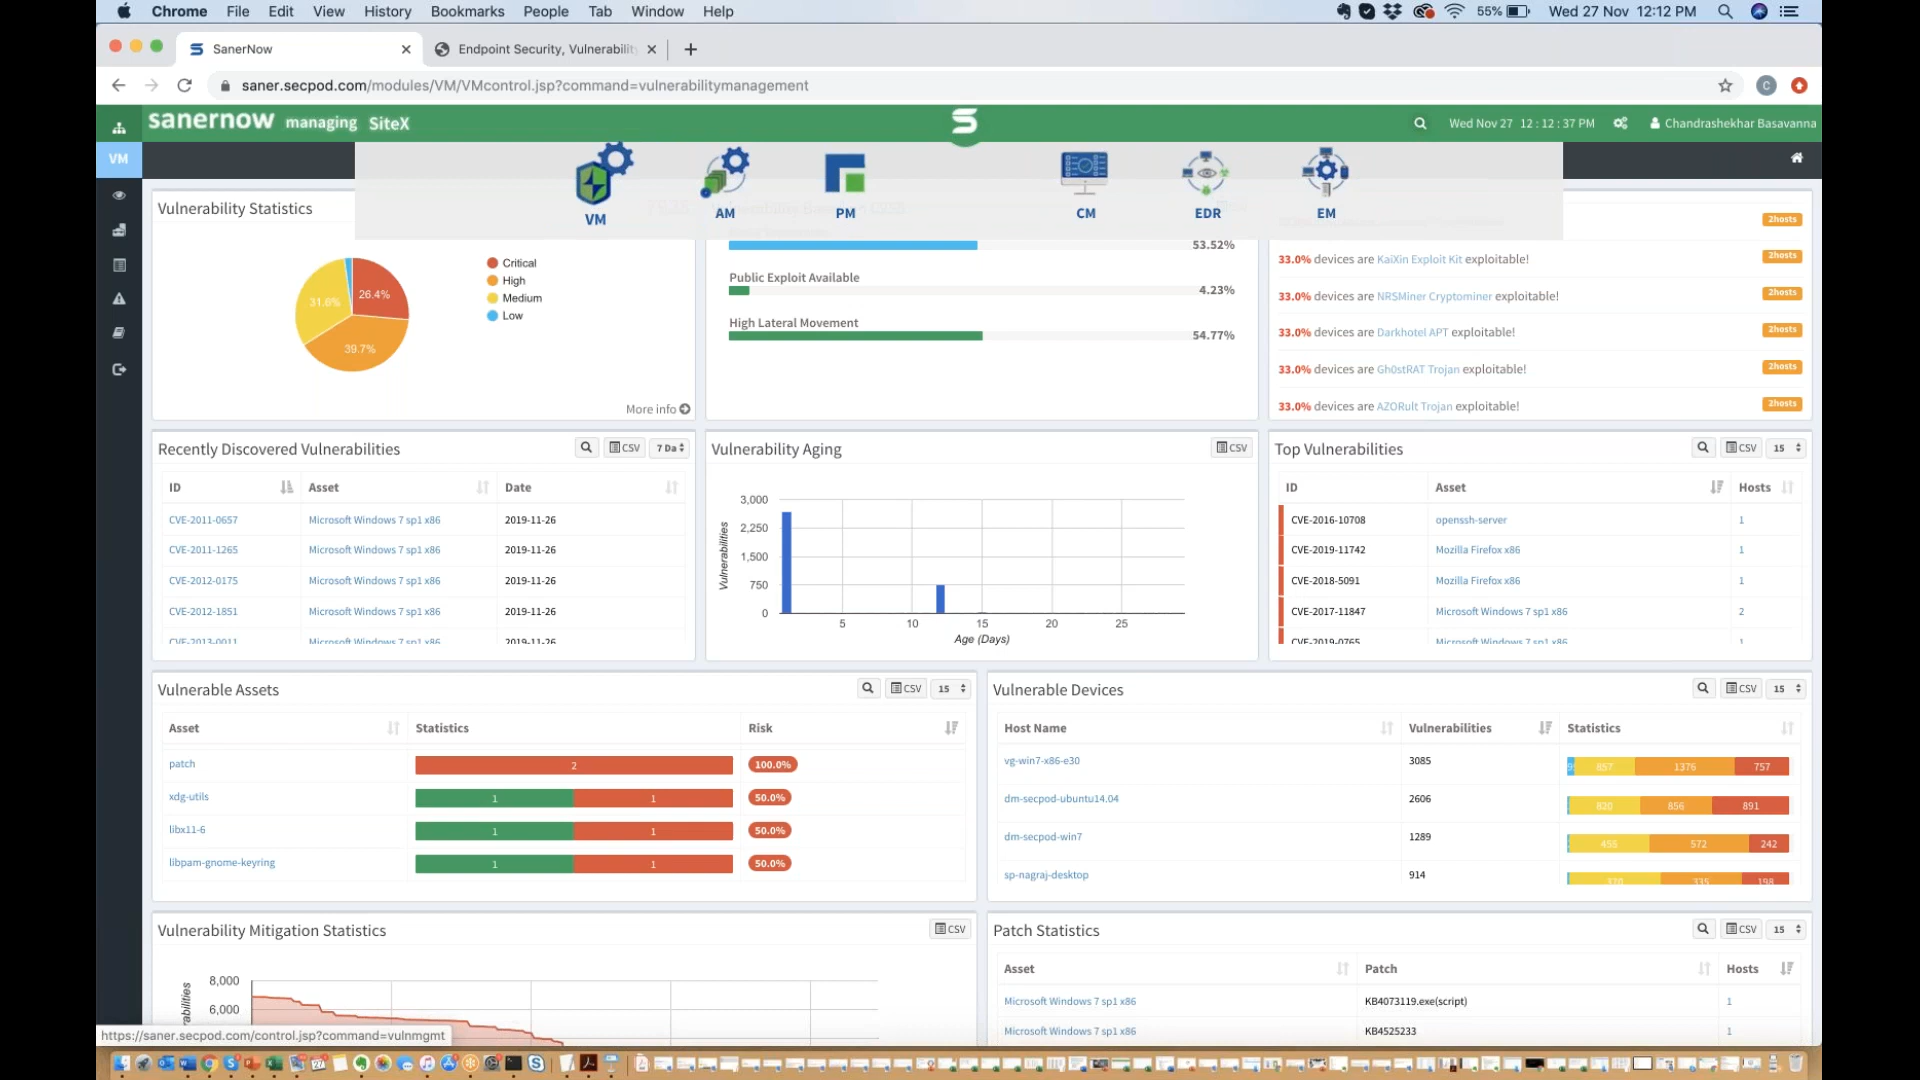 Chrome File Edit View History Bookmarks People Tab Window Help
55% Wed 27 Nov 12:12 PM
SanerNow
Endpoint Security, Vulnerabilit
saner.secpod.com/modules/VM/VMcontrol.jsp?command=vulnerabilitymanagement
C
sanernow managing SiteX
Wed Nov 27 12 : 12 : 37 PM
Chandrashekhar Basavanna
VM
VM AM PM CM EDR EM
Vulnerability Statistics
Critical
High
Medium
Low
26.4%
31.6%
39.7%
More info
53.52%
Public Exploit Available
4.23%
High Lateral Movement
54.77%
2hosts
33.0% devices are KaiXin Exploit Kit exploitable! 2hosts
33.0% devices are NRSMiner Cryptominer exploitable! 2hosts
33.0% devices are Darkhotel APT exploitable! 2hosts
33.0% devices are Gh0stRAT Trojan exploitable! 2hosts
33.0% devices are AZORult Trojan exploitable! 2hosts
Recently Discovered Vulnerabilities CSV 7 Da
ID Asset Date
CVE-2011-0657 Microsoft Windows 7 sp1 x86 2019-11-26
CVE-2011-1265 Microsoft Windows 7 sp1 x86 2019-11-26
CVE-2012-0175 Microsoft Windows 7 sp1 x86 2019-11-26
CVE-2012-1851 Microsoft Windows 7 sp1 x86 2019-11-26
CVE-2013-0011 Microsoft Windows 7 sp1 x86 2019-11-26
Vulnerability Aging CSV
Vulnerabilities
3,000
2,250
1,500
750
0
5 10 15 20 25
Age (Days)
Top Vulnerabilities CSV 15
ID Asset Hosts
CVE-2016-10708 openssh-server 1
CVE-2019-11742 Mozilla Firefox x86 1
CVE-2018-5091 Mozilla Firefox x86 1
CVE-2017-11847 Microsoft Windows 7 sp1 x86 2
CVE-2019-0765 Microsoft Windows 7 sp1 x86 1
Vulnerable Assets CSV 15
Asset Statistics Risk
patch 2 100.0%
xdg-utils 1 1 50.0%
libx11-6 1 1 50.0%
libpam-gnome-keyring 1 1 50.0%
Vulnerable Devices CSV 15
Host Name Vulnerabilities Statistics
vg-win7-x86-e30 3085 857 1376 757
dm-secpod-ubuntu14.04 2606 820 856 891
dm-secpod-win7 1289 455 572 242
sp-nagraj-desktop 914 370 335 198
Vulnerability Mitigation Statistics CSV
8,000
6,000
Patch Statistics CSV 15
Asset Patch Hosts
Microsoft Windows 7 sp1 x86 KB4073119.exe(script) 1
Microsoft Windows 7 sp1 x86 KB4525233 1
https://saner.secpod.com/control.jsp?command=vulnmgmt